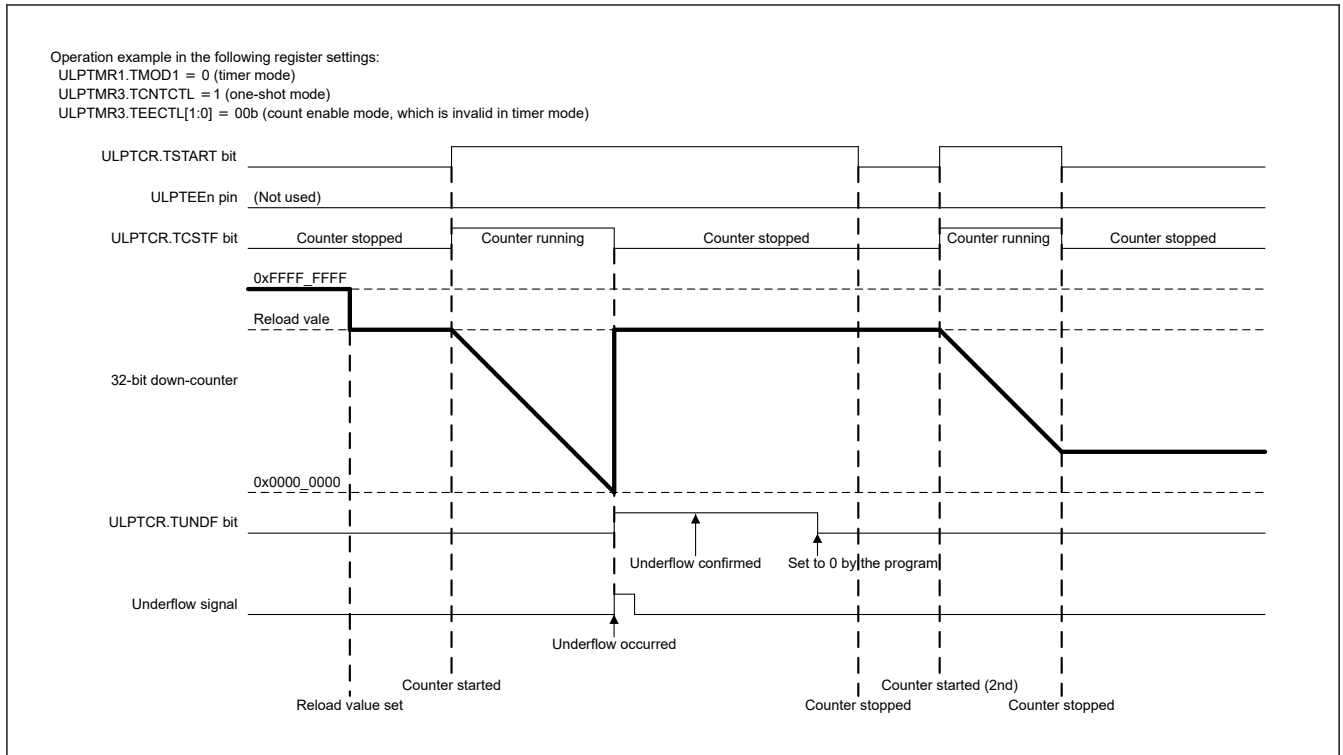 Operation example in the following register settings:
ULPTMR1.TMOD1 = 0 (timer mode)
ULPTMR3.TCNTCTL =1 (one-shot mode)
ULPTMR3.TEECTL[1:0] = 00b (count enable mode, which is invalid in timer mode)
ULPTCR.TSTART bit
ULPTEEn pin (Not used)
ULPTCR.TCSTF bit Counter stopped Counter running Counter stopped Counter running Counter stopped
0xFFFF_FFFF
Reload vale
32-bit down-counter
0x0000_0000
ULPTCR.TUNDF bit
Underflow confirmed Set to 0 by the program
Underflow signal
Underflow occurred
Counter started Counter started (2nd)
Reload value set Counter stopped Counter stopped